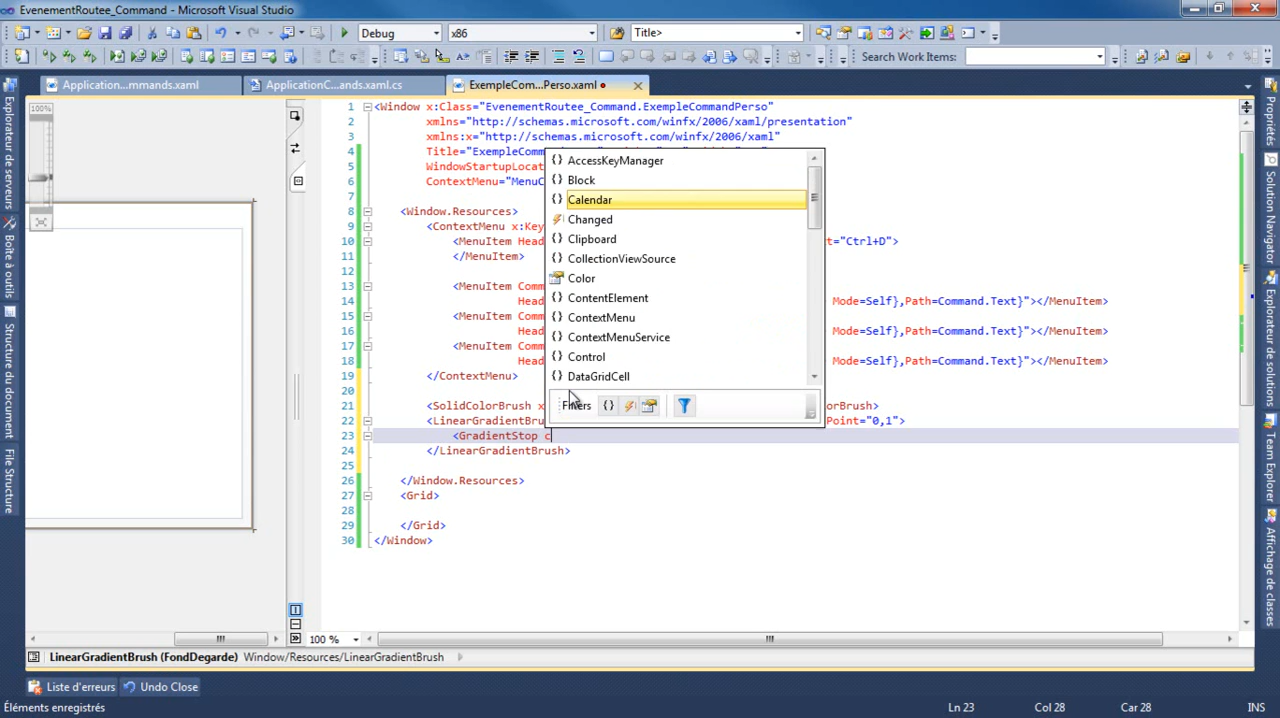 EvenementRoutee_Command - Microsoft Visual Studio
Debug x86 Title> Search Work Items:
Application...mmands.xaml ApplicationC...ands.xaml.cs ExempleCom...Perso.xaml
100%
1 <Window x:Class="EvenementRoutee_Command.ExempleCommandPerso"
2 xmlns="http://schemas.microsoft.com/winfx/2006/xaml/presentation"
3 xmlns:x="http://schemas.microsoft.com/winfx/2006/xaml"
4 Title="ExempleComm
5 WindowStartupLocat
6 ContextMenu="MenuC
7
8 <Window.Resources>
9 <ContextMenu x:Key
10 <MenuItem Head t="Ctrl+D">
11 </MenuItem>
12
13 <MenuItem Comm
14 Head Mode=Self},Path=Command.Text}"></MenuItem>
15 <MenuItem Comm
16 Head Mode=Self},Path=Command.Text}"></MenuItem>
17 <MenuItem Comm
18 Head Mode=Self},Path=Command.Text}"></MenuItem>
19 </ContextMenu>
20
21 <SolidColorBrush x orBrush>
22 <LinearGradientBru Point="0,1">
23 <GradientStop c
24 </LinearGradientBrush>
25
26 </Window.Resources>
27 <Grid>
28
29 </Grid>
30 </Window>
{} AccessKeyManager
{} Block
{} Calendar
Changed
{} Clipboard
{} CollectionViewSource
Color
{} ContentElement
{} ContextMenu
{} ContextMenuService
{} Control
{} DataGridCell
Filters {}
Explorateur de serveurs
Boîte à outils
Structure du document
File Structure
Propriétés
Solution Navigator
Explorateur de solutions
Team Explorer
Affichage de classes
100 %
LinearGradientBrush (FondDegarde) Window/Resources/LinearGradientBrush
Liste d'erreurs Undo Close
Éléments enregistrés Ln 23 Col 28 Car 28 INS